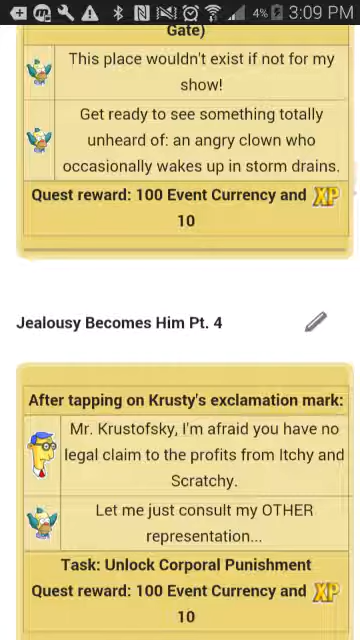 4% 3:09 PM
Gate)
This place wouldn't exist if not for my
show!
Get ready to see something totally
unheard of: an angry clown who
occasionally wakes up in storm drains.
Quest reward: 100 Event Currency and XP
10
Jealousy Becomes Him Pt. 4
After tapping on Krusty's exclamation mark:
Mr. Krustofsky, I'm afraid you have no
legal claim to the profits from Itchy and
Scratchy.
Let me just consult my OTHER
representation...
Task: Unlock Corporal Punishment
Quest reward: 100 Event Currency and XP
10